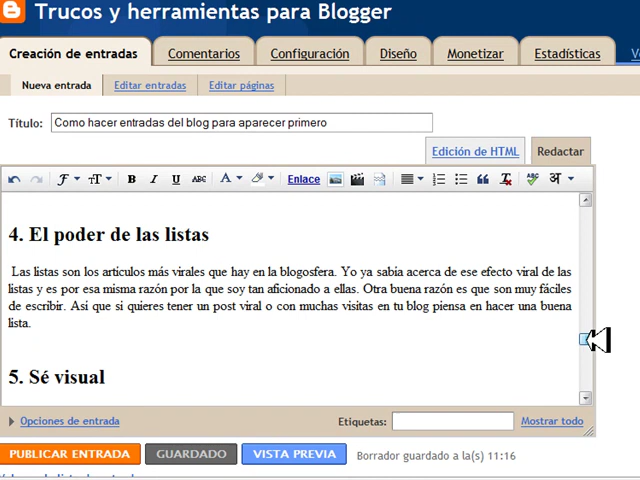 Trucos y herramientas para Blogger
Creación de entradas Comentarios Configuración Diseño Monetizar Estadísticas
Nueva entrada Editar entradas Editar páginas
Título: Como hacer entradas del blog para aparecer primero
Edición de HTML Redactar
Enlace
4. El poder de las listas
Las listas son los articulos más virales que hay en la blogosfera. Yo ya sabia acerca de ese efecto viral de las
listas y es por esa misma razón por la que soy tan aficionado a ellas. Otra buena razón es que son muy fáciles
de escribir. Asi que si quieres tener un post viral o con muchas visitas en tu blog piensa en hacer una buena
lista.
5. Sé visual
Opciones de entrada Etiquetas: Mostrar todo
PUBLICAR ENTRADA GUARDADO VISTA PREVIA Borrador guardado a la(s) 11:16